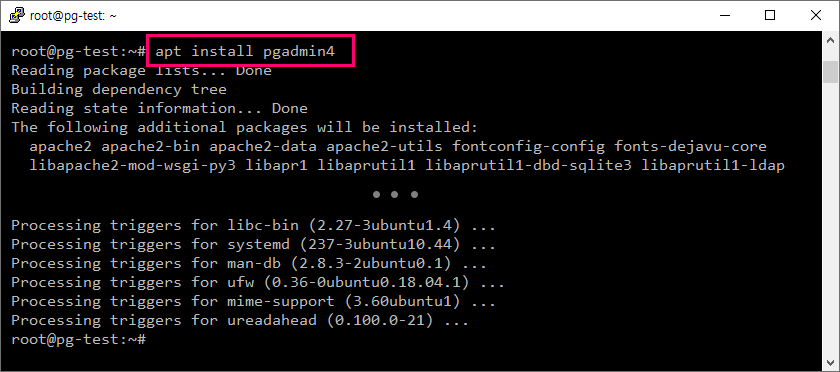 root@pg-test: ~
root@pg-test:~# apt install pgadmin4
Reading package lists... Done
Building dependency tree
Reading state information... Done
The following additional packages will be installed:
  apache2 apache2-bin apache2-data apache2-utils fontconfig-config fonts-dejavu-core
  libapache2-mod-wsgi-py3 libapr1 libaprutil1 libaprutil1-dbd-sqlite3 libaprutil1-ldap
• • •
Processing triggers for libc-bin (2.27-3ubuntu1.4) ...
Processing triggers for systemd (237-3ubuntu10.44) ...
Processing triggers for man-db (2.8.3-2ubuntu0.1) ...
Processing triggers for ufw (0.36-0ubuntu0.18.04.1) ...
Processing triggers for mime-support (3.60ubuntu1) ...
Processing triggers for ureadahead (0.100.0-21) ...
root@pg-test:~#